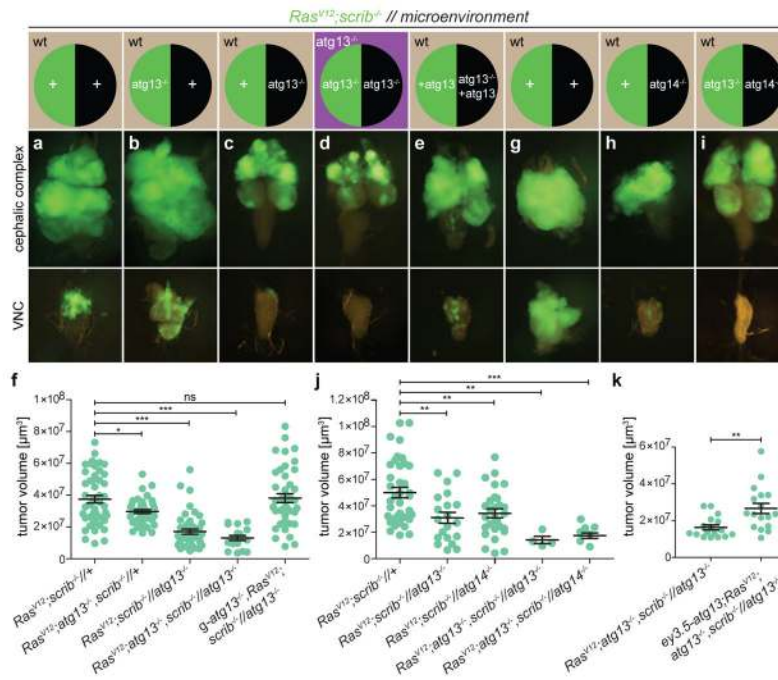 Rasⱽ¹²;scrib⁻/⁻ // microenvironment
wt wt wt atg13⁻/⁻ wt wt wt wt
+ + atg13⁻/⁻ + + atg13⁻/⁻ atg13⁻/⁻ atg13⁻/⁻ +atg13 atg13⁻/⁻ +atg13 + + + atg14⁻/⁻ atg13⁻/⁻
a b c d e g h i
cephalic complex
VNC
f
ns
***
***
*
tumor volume [μm³]
1×10⁸
8×10⁷
6×10⁷
4×10⁷
2×10⁷
0
Rasⱽ¹²;scrib⁻/⁻//+
Rasⱽ¹²;atg13⁻/⁻,scrib⁻/⁻//+
Rasⱽ¹²;scrib⁻/⁻//atg13⁻/⁻
Rasⱽ¹²;atg13⁻/⁻,scrib⁻/⁻//atg13⁻/⁻
g-atg13⁻/⁻,Rasⱽ¹²;
scrib⁻/⁻//atg13⁻/⁻
j
***
**
**
**
tumor volume [μm³]
1.2×10⁸
1×10⁸
8×10⁷
6×10⁷
4×10⁷
2×10⁷
0
Rasⱽ¹²;scrib⁻/⁻//+
Rasⱽ¹²;scrib⁻/⁻//atg13⁻/⁻
Rasⱽ¹²;scrib⁻/⁻//atg14⁻/⁻
Rasⱽ¹²;atg13⁻/⁻,scrib⁻/⁻//atg13⁻/⁻
Rasⱽ¹²;atg13⁻/⁻,scrib⁻/⁻//atg14⁻/⁻
k
**
tumor volume [μm³]
6×10⁷
4×10⁷
2×10⁷
0
Rasⱽ¹²;atg13⁻/⁻,scrib⁻/⁻//atg13⁻/⁻
ey3.5-atg13;Rasⱽ¹²;